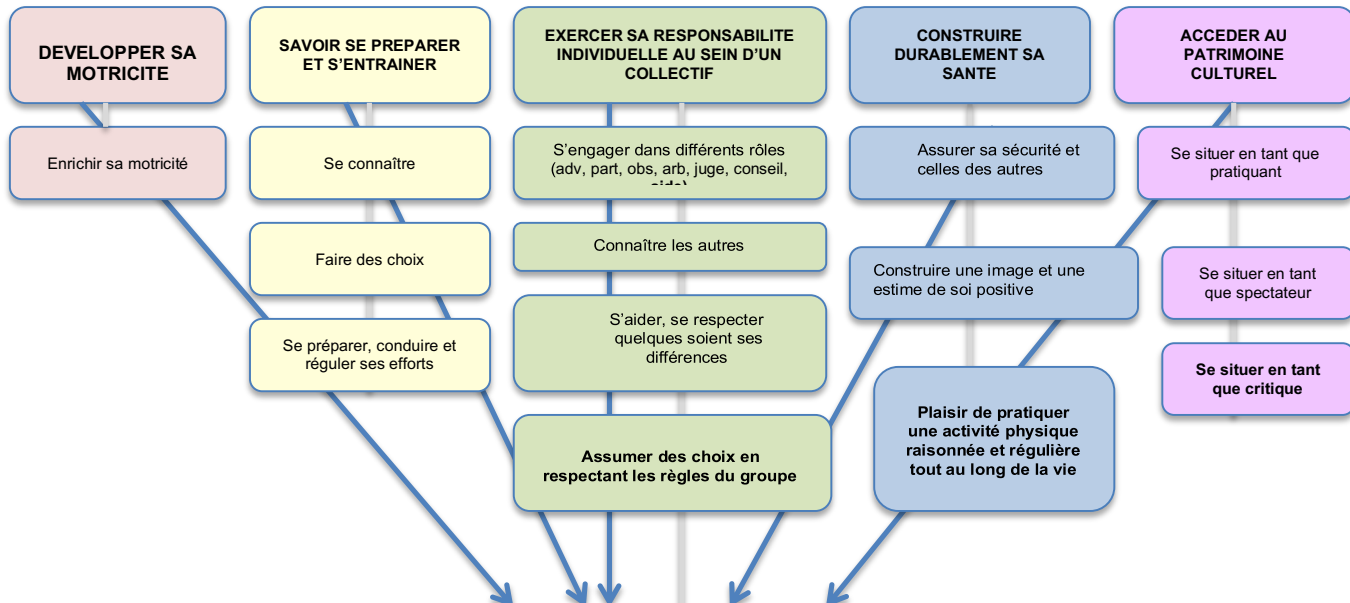 DEVELOPPER SA
MOTRICITE
Enrichir sa motricité
SAVOIR SE PREPARER
ET S'ENTRAINER
Se connaître
Faire des choix
Se préparer, conduire et
réguler ses efforts
EXERCER SA RESPONSABILITE
INDIVIDUELLE AU SEIN D'UN
COLLECTIF
S'engager dans différents rôles
(adv, part, obs, arb, juge, conseil,
Connaître les autres
S'aider, se respecter
quelques soient ses
différences
Assumer des choix en
respectant les règles du groupe
CONSTRUIRE
DURABLEMENT SA
SANTE
Assurer sa sécurité et
celles des autres
Construire une image et une
estime de soi positive
Plaisir de pratiquer
une activité physique
raisonnée et régulière
tout au long de la vie
ACCEDER AU
PATRIMOINE
CULTUREL
Se situer en tant que
pratiquant
Se situer en tant
que spectateur
Se situer en tant
que critique